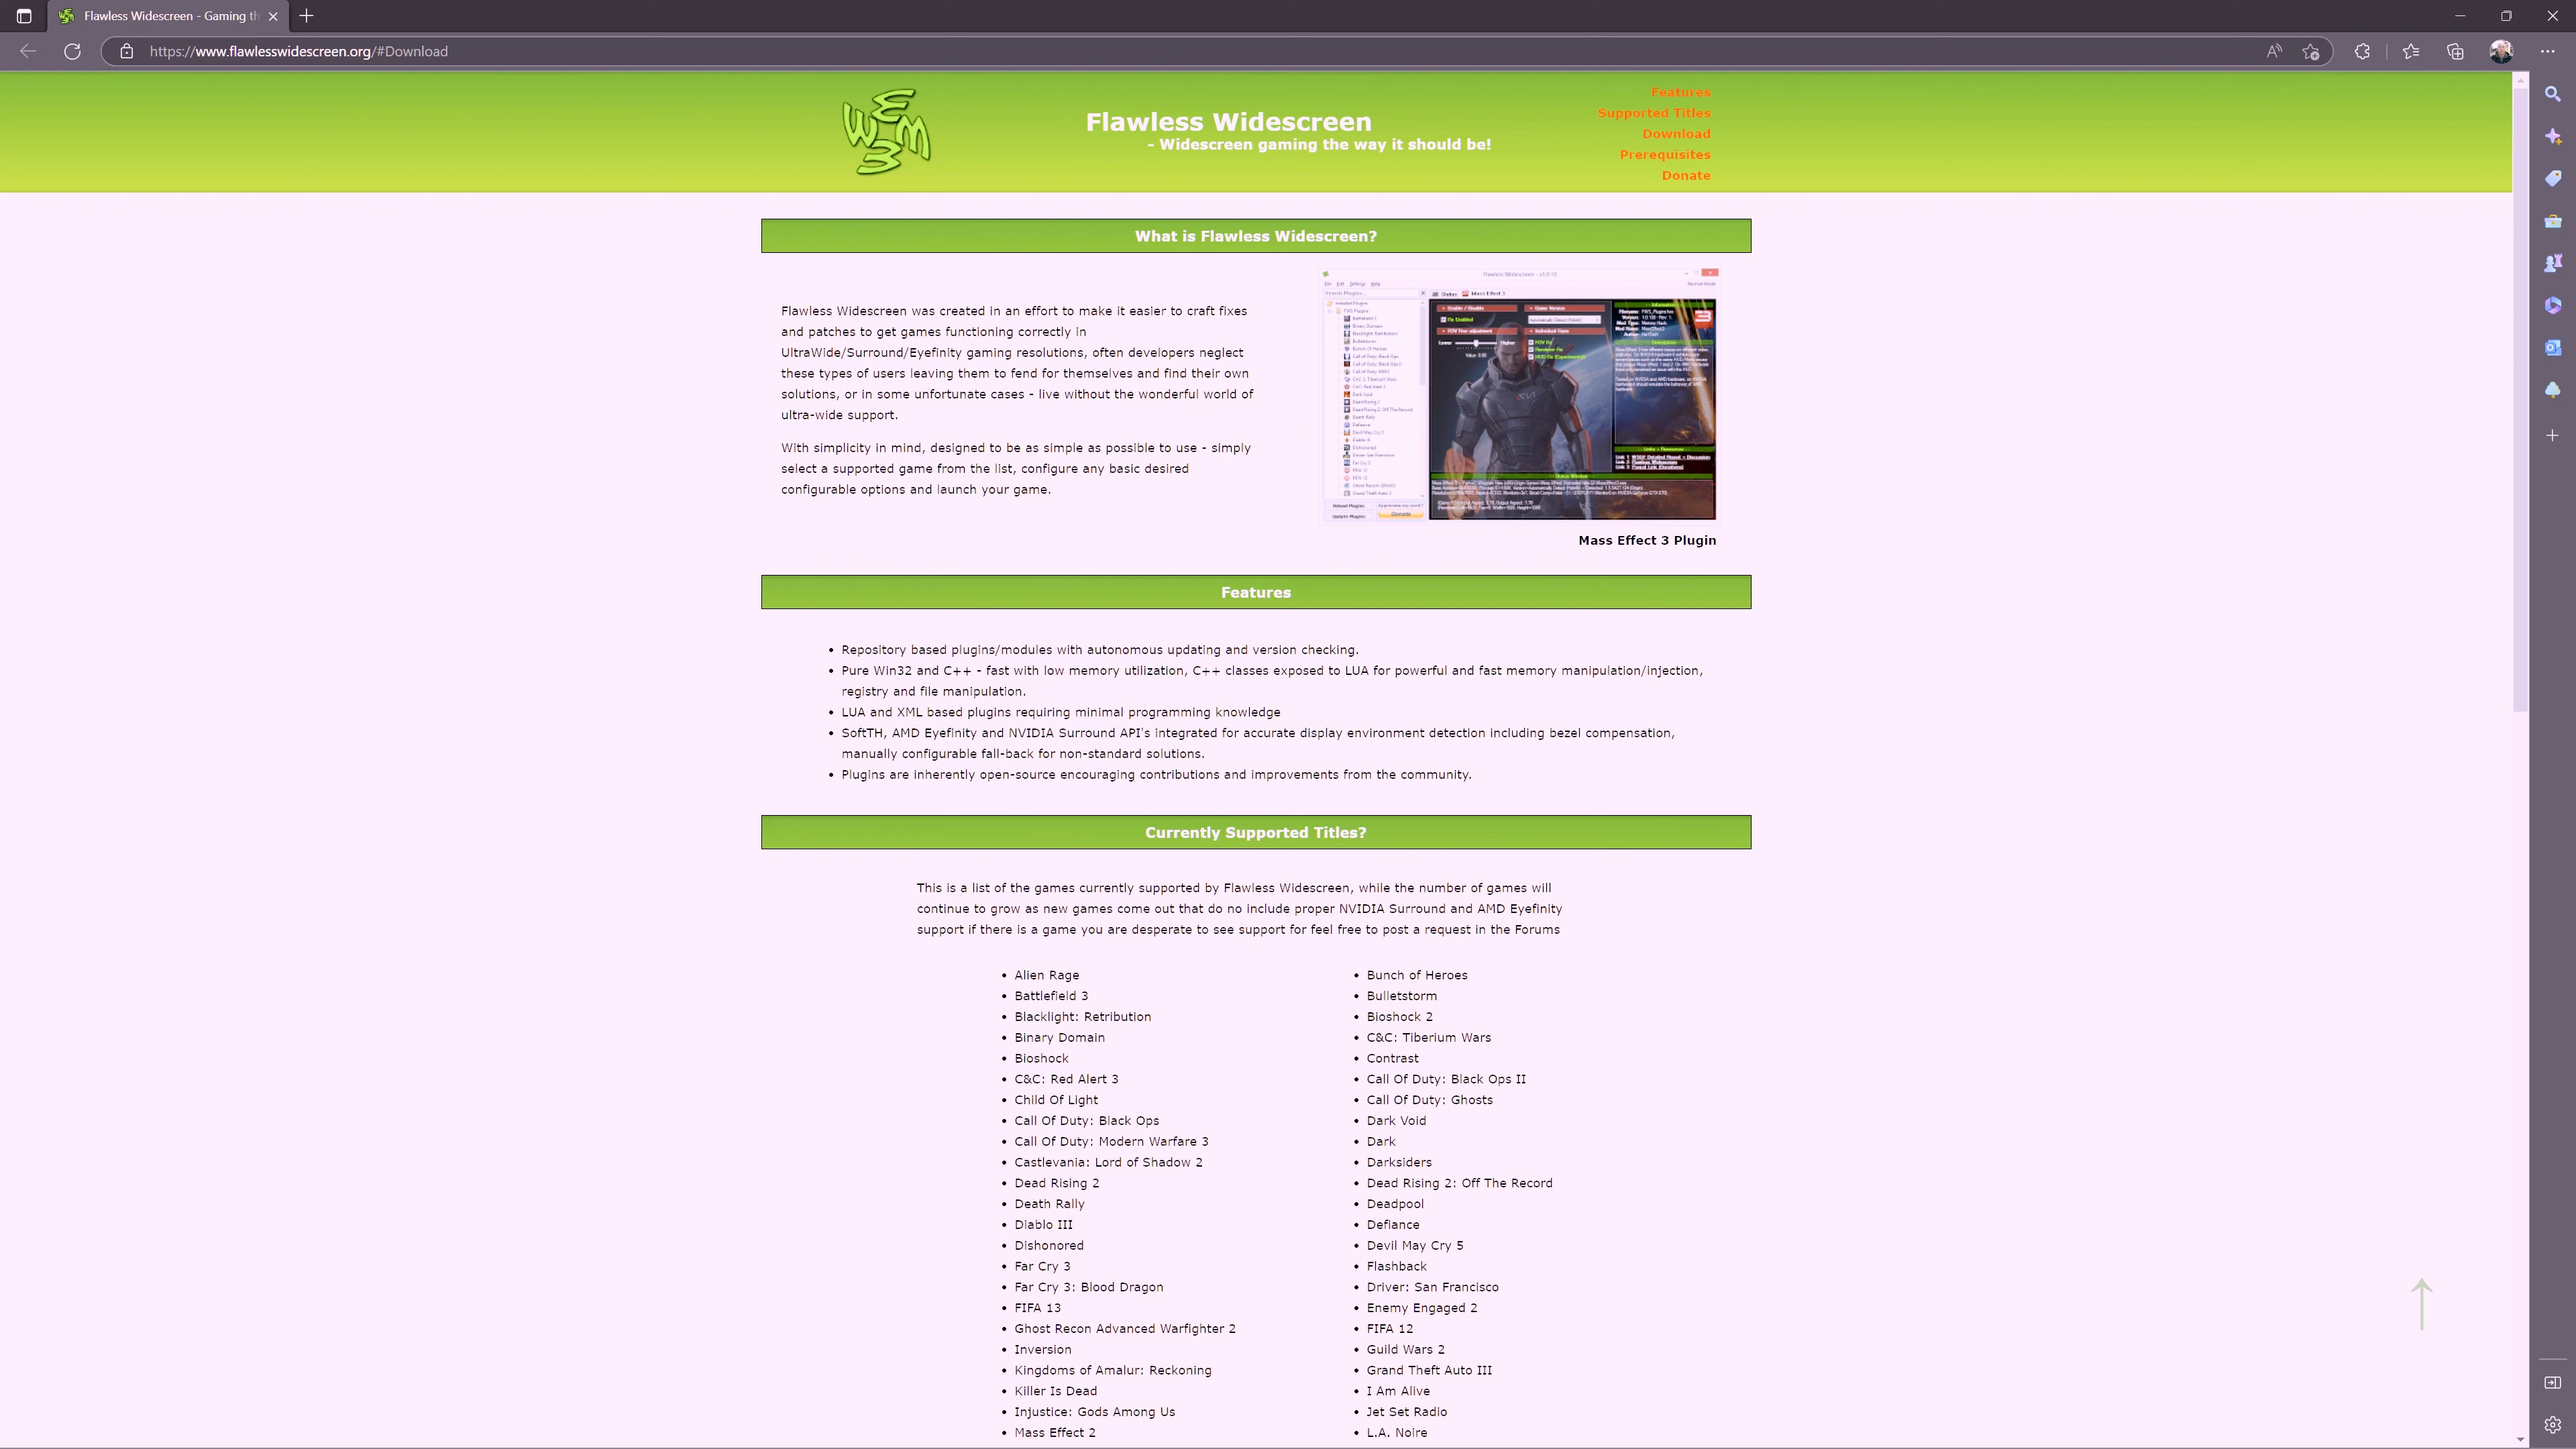 Flawless Widescreen - Gaming th
https://www.flawlesswidescreen.org/#Download
Flawless Widescreen
- Widescreen gaming the way it should be!
Features
Supported Titles
Download
Prerequisites
Donate
What is Flawless Widescreen?
Flawless Widescreen was created in an effort to make it easier to craft fixes
and patches to get games functioning correctly in
UltraWide/Surround/Eyefinity gaming resolutions, often developers neglect
these types of users leaving them to fend for themselves and find their own
solutions, or in some unfortunate cases - live without the wonderful world of
ultra-wide support.
With simplicity in mind, designed to be as simple as possible to use - simply
select a supported game from the list, configure any basic desired
configurable options and launch your game.
Mass Effect 3 Plugin
Features
• Repository based plugins/modules with autonomous updating and version checking.
• Pure Win32 and C++ - fast with low memory utilization, C++ classes exposed to LUA for powerful and fast memory manipulation/injection,
registry and file manipulation.
• LUA and XML based plugins requiring minimal programming knowledge
• SoftTH, AMD Eyefinity and NVIDIA Surround API's integrated for accurate display environment detection including bezel compensation,
manually configurable fall-back for non-standard solutions.
• Plugins are inherently open-source encouraging contributions and improvements from the community.
Currently Supported Titles?
This is a list of the games currently supported by Flawless Widescreen, while the number of games will
continue to grow as new games come out that do no include proper NVIDIA Surround and AMD Eyefinity
support if there is a game you are desperate to see support for feel free to post a request in the Forums
• Alien Rage
• Battlefield 3
• Blacklight: Retribution
• Binary Domain
• Bioshock
• C&C: Red Alert 3
• Child Of Light
• Call Of Duty: Black Ops
• Call Of Duty: Modern Warfare 3
• Castlevania: Lord of Shadow 2
• Dead Rising 2
• Death Rally
• Diablo III
• Dishonored
• Far Cry 3
• Far Cry 3: Blood Dragon
• FIFA 13
• Ghost Recon Advanced Warfighter 2
• Inversion
• Kingdoms of Amalur: Reckoning
• Killer Is Dead
• Injustice: Gods Among Us
• Mass Effect 2
• Bunch of Heroes
• Bulletstorm
• Bioshock 2
• C&C: Tiberium Wars
• Contrast
• Call Of Duty: Black Ops II
• Call Of Duty: Ghosts
• Dark Void
• Dark
• Darksiders
• Dead Rising 2: Off The Record
• Deadpool
• Defiance
• Devil May Cry 5
• Flashback
• Driver: San Francisco
• Enemy Engaged 2
• FIFA 12
• Guild Wars 2
• Grand Theft Auto III
• I Am Alive
• Jet Set Radio
• L.A. Noire